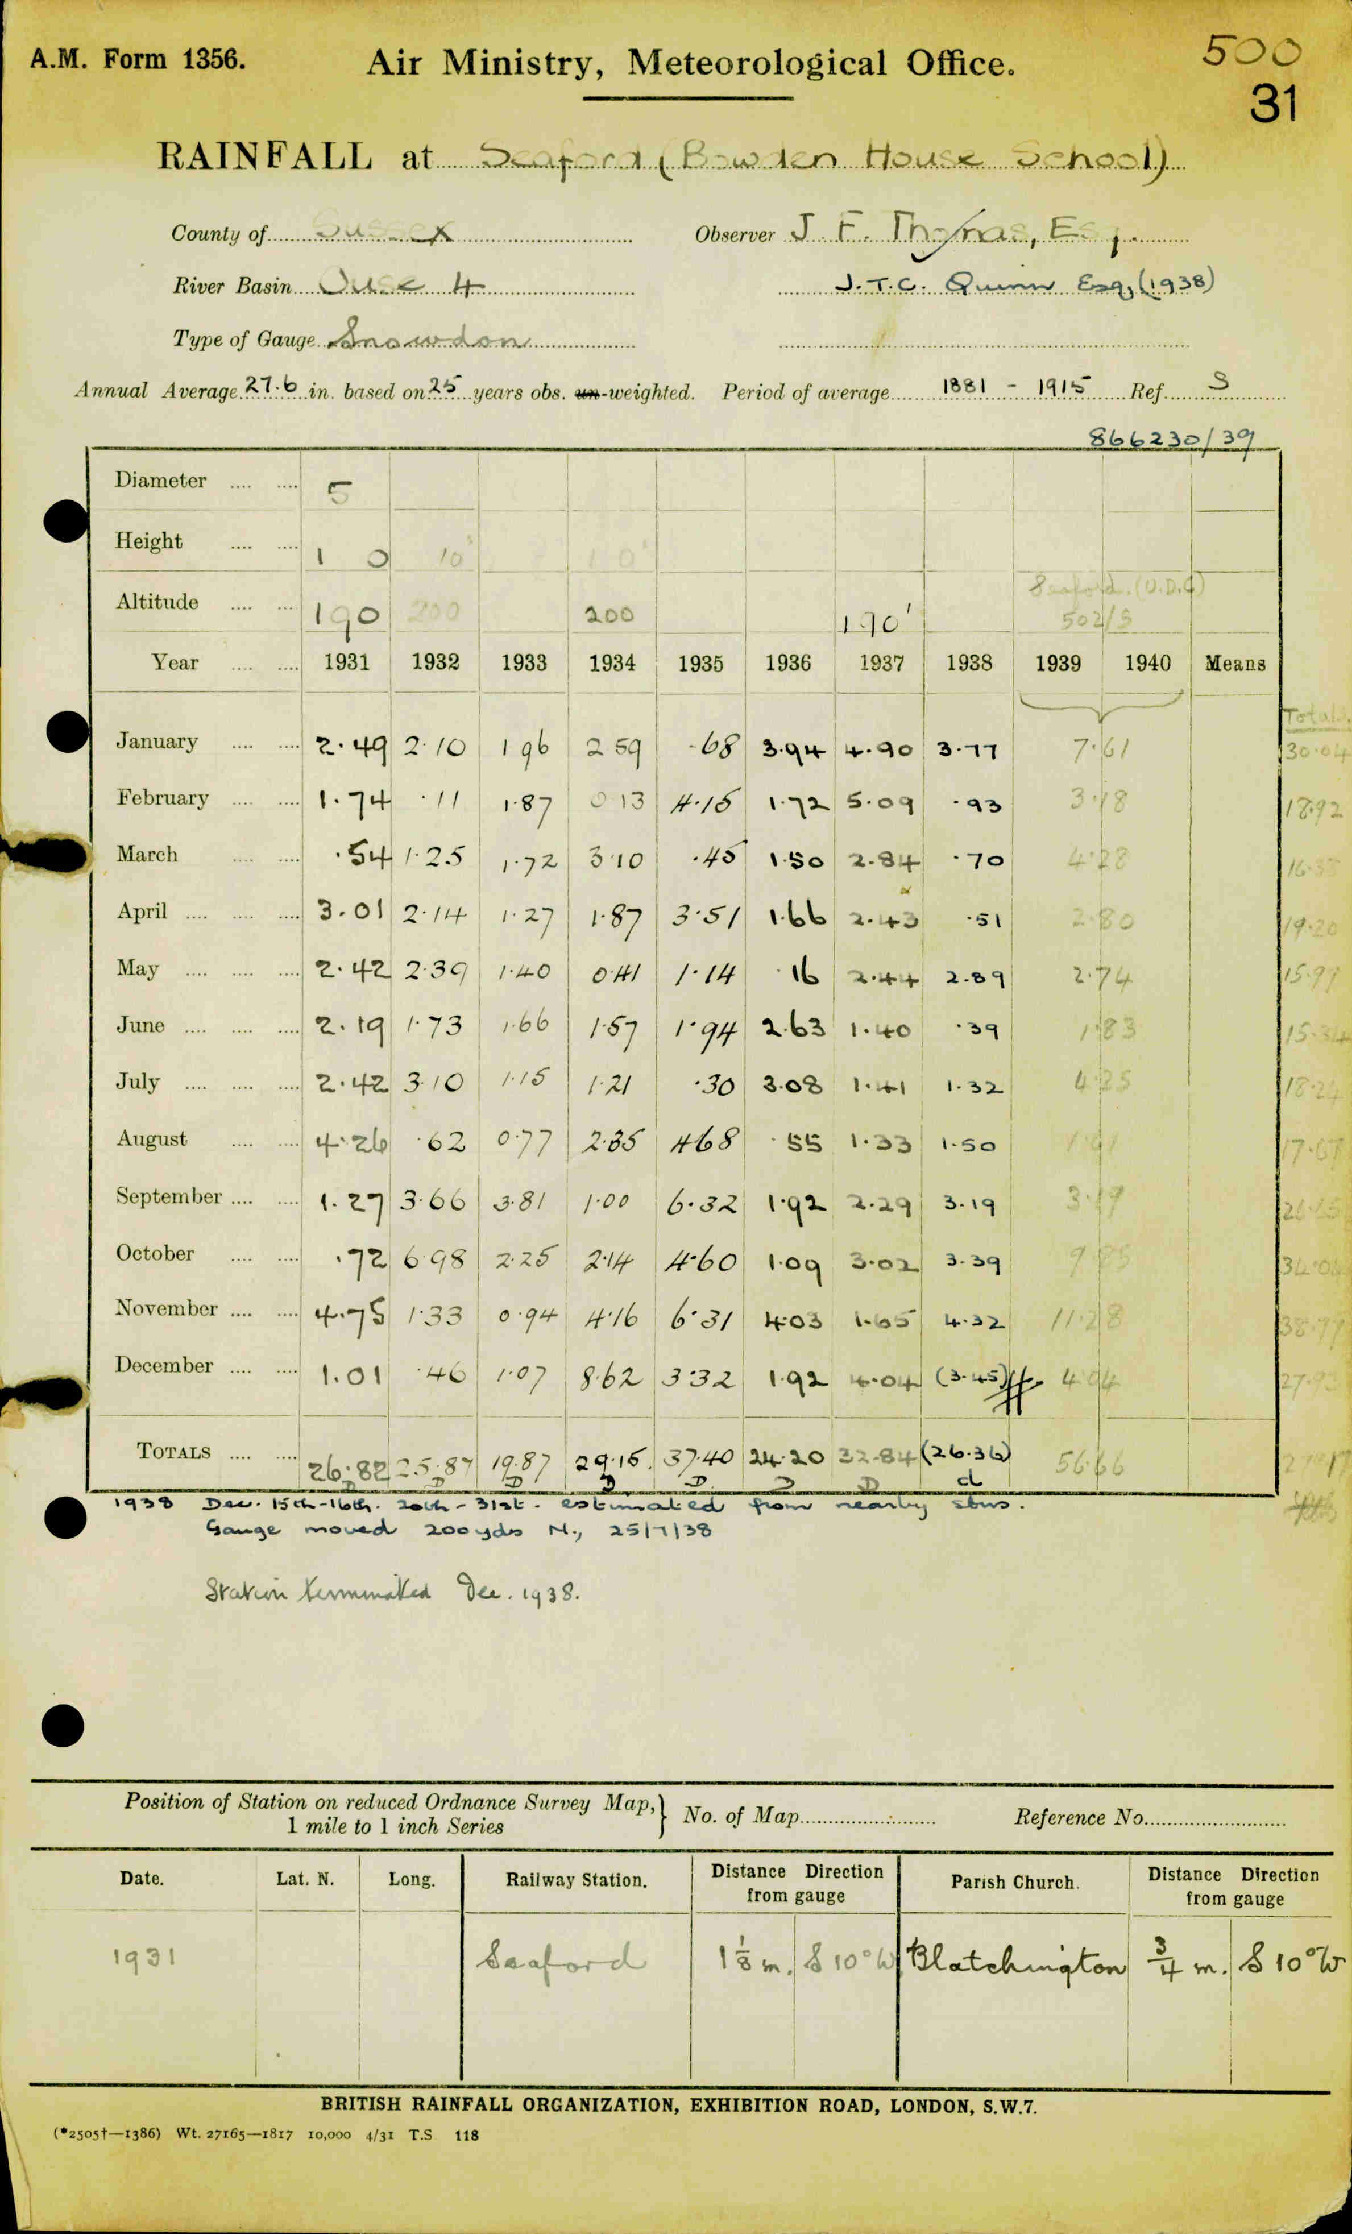 A.M. Form 1356. Air Ministry, Meteorological Office. 500
31
RAINFALL at Seaford (Bowden House School)
County of Sussex Observer J. F. Thomas, Esq.
River Basin Ouse 4 J.T.C. Quinn Esq, (1938)
Type of Gauge Snowdon
Annual Average 27.6 in. based on 25 years obs. un-weighted. Period of average 1881 - 1915 Ref. S
866230/39
Diameter .... .... 5
Height .... .... 1 0 10" 1 0"
Seaford. (U.D.C)
Altitude .... .... 190 200 200 190' 502/3
Year .... .... 1931 1932 1933 1934 1935 1936 1937 1938 1939 1940 Means
Totals.
January .... .... 2.49 2.10 1 96 2 59 .68 3.94 4.90 3.77 7.61 30.04
February .... .... 1.74 .11 1.87 0 13 4.15 1.72 5.09 .93 3.18 18.92
March .... .... .54 1.25 1.72 3.10 .45 1.50 2.84 .70 4.28
April .... .... .... 3.01 2.14 1.27 1.87 3.51 1.66 2.43 .51 2.80 19.20
May .... .... .... 2.42 2.39 1.40 0.41 1.14 .16 2.44 2.89 2.74 15.99
June .... .... .... 2.19 1.73 1.66 1.57 1.94 2.63 1.40 .39 1.83 15.34
July .... .... .... 2.42 3.10 1.15 1.21 .30 3.08 1.41 1.32 4.25 18.24
August .... .... 4.26 .62 0.77 2.35 4.68 .55 1.33 1.50
September .... .... 1.27 3.66 3.81 1.00 6.32 1.92 2.29 3.19 3.19 26.65
October .... .... .72 6.98 2.25 2.14 4.60 1.09 3.02 3.39 9.85 34.04
November .... .... 4.75 1.33 0.94 4.16 6.31 4.03 1.65 4.32 11.28
December .... .... 1.01 .46 1.07 8.62 3.32 1.92 4.04 (3.45)# 4.04 27.93
TOTALS .... .... 26.82 25.87 19.87 29.15 37.40 24.20 32.84 (26.36) 56.66
D D D D D D D d
1938 Dec. 15th-16th. 20th - 31st - estimated from nearby stns.
Gauge moved 200yds N., 25/7/38
Station terminated Dec. 1938.
Position of Station on reduced Ordnance Survey Map, } No. of Map Reference No.
1 mile to 1 inch Series
Date. Lat. N. Long. Railway Station. Distance Direction from gauge Parish Church. Distance Direction from gauge
1931 Seaford 1 1/8 m. S 10° W Blatchington 3/4 m. S 10° W
BRITISH RAINFALL ORGANIZATION, EXHIBITION ROAD, LONDON, S.W.7.
(*2505†—1386) Wt. 27165—1817 10,000 4/31 T.S 118